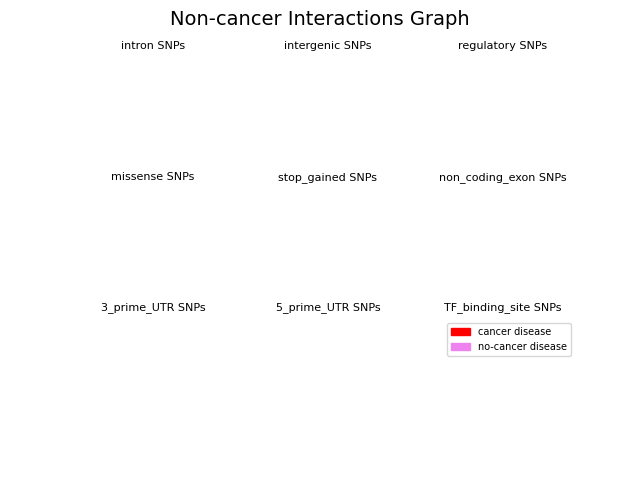 Non-cancer Interactions Graph
intron SNPs
intergenic SNPs
regulatory SNPs
missense SNPs
stop_gained SNPs
non_coding_exon SNPs
3_prime_UTR SNPs
5_prime_UTR SNPs
TF_binding_site SNPs
cancer disease
no-cancer disease